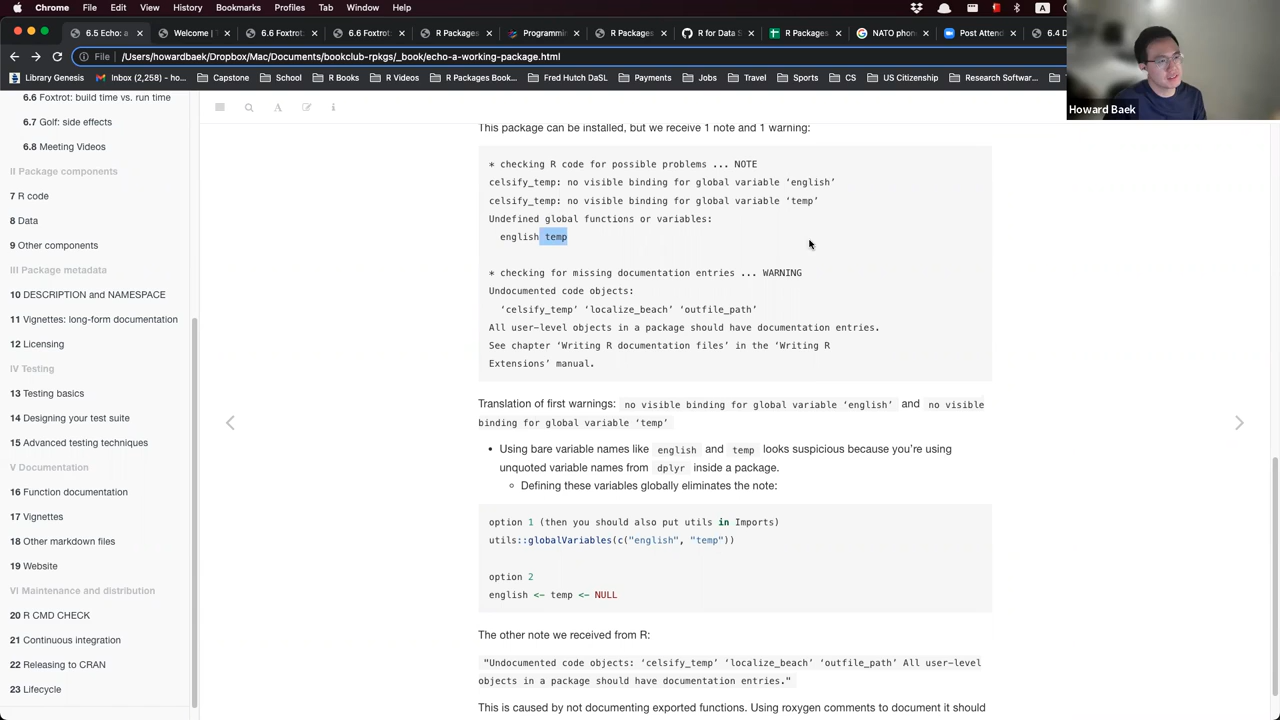 Chrome File Edit View History Bookmarks Profiles Tab Window Help
6.5 Echo: a Welcome | T 6.6 Foxtrot: 6.6 Foxtrot: R Packages Programmin R Packages R for Data S R Packages NATO phone Post Attend 6.4 D
File /Users/howardbaek/Dropbox/Mac/Documents/bookclub-rpkgs/_book/echo-a-working-package.html
Library Genesis Inbox (2,258) - ho... Capstone School R Books R Videos R Packages Book... Fred Hutch DaSL Payments Jobs Travel Sports CS US Citizenship Research Softwar...
Howard Baek
6.6 Foxtrot: build time vs. run time
6.7 Golf: side effects
6.8 Meeting Videos
II Package components
7 R code
8 Data
9 Other components
III Package metadata
10 DESCRIPTION and NAMESPACE
11 Vignettes: long-form documentation
12 Licensing
IV Testing
13 Testing basics
14 Designing your test suite
15 Advanced testing techniques
V Documentation
16 Function documentation
17 Vignettes
18 Other markdown files
19 Website
VI Maintenance and distribution
20 R CMD CHECK
21 Continuous integration
22 Releasing to CRAN
23 Lifecycle
This package can be installed, but we receive 1 note and 1 warning:
* checking R code for possible problems ... NOTE
celsify_temp: no visible binding for global variable ‘english’
celsify_temp: no visible binding for global variable ‘temp’
Undefined global functions or variables:
english temp
* checking for missing documentation entries ... WARNING
Undocumented code objects:
‘celsify_temp’ ‘localize_beach’ ‘outfile_path’
All user-level objects in a package should have documentation entries.
See chapter ‘Writing R documentation files’ in the ‘Writing R
Extensions’ manual.
Translation of first warnings: no visible binding for global variable ‘english’ and no visible
binding for global variable ‘temp’
• Using bare variable names like english and temp looks suspicious because you’re using
unquoted variable names from dplyr inside a package.
Defining these variables globally eliminates the note:
option 1 (then you should also put utils in Imports)
utils::globalVariables(c("english", "temp"))
option 2
english <- temp <- NULL
The other note we received from R:
"Undocumented code objects: ‘celsify_temp’ ‘localize_beach’ ‘outfile_path’ All user-level
objects in a package should have documentation entries."
This is caused by not documenting exported functions. Using roxygen comments to document it should